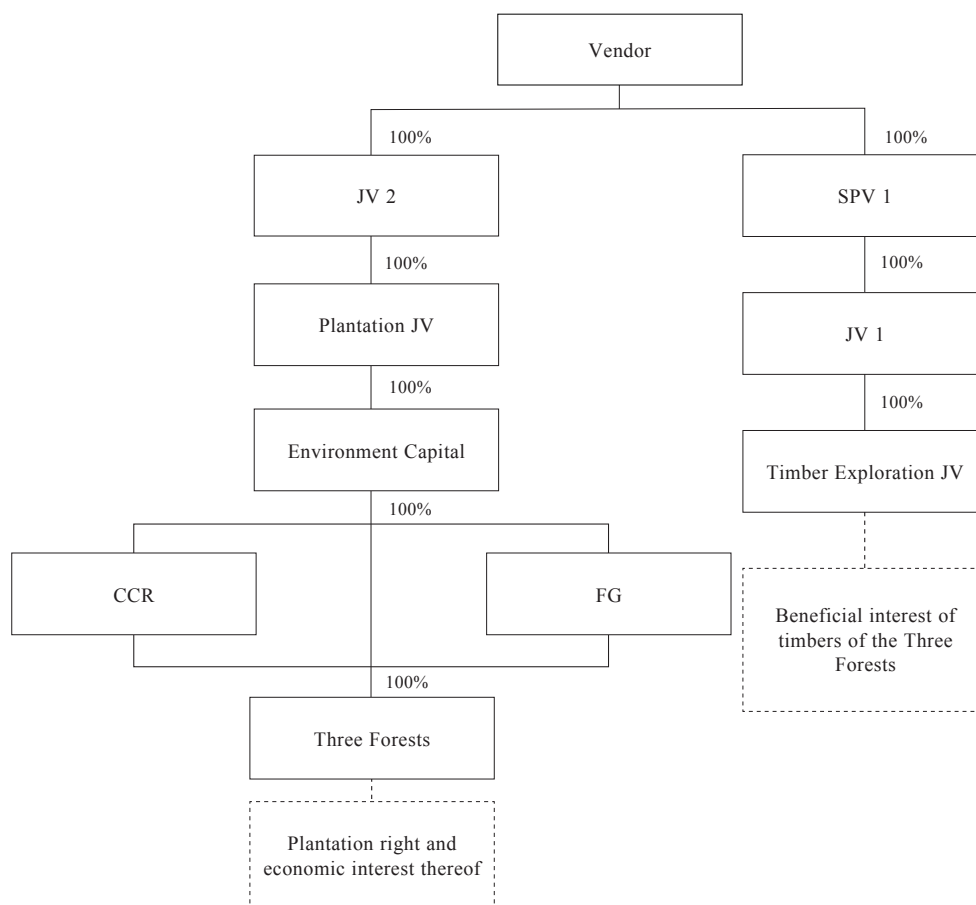 Vendor
100%
100%
JV 2
SPV 1
100%
100%
Plantation JV
JV 1
100%
100%
Environment Capital
Timber Exploration JV
100%
CCR
FG
Beneficial interest of
timbers of the Three
Forests
100%
Three Forests
Plantation right and
economic interest thereof